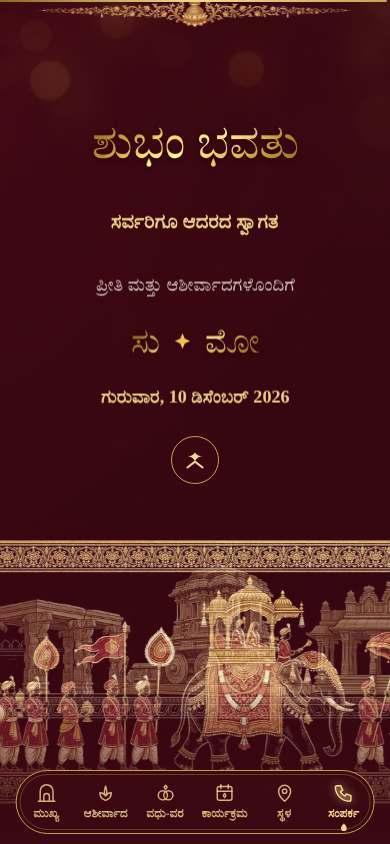 ಶುಭಂ ಭವತು
ಸರ್ವರಿಗೂ ಆದರದ ಸ್ವಾಗತ
ಪ್ರೀತಿ ಮತ್ತು ಆಶೀರ್ವಾದಗಳೊಂದಿಗೆ
ಸು ✦ ಮೋ
ಗುರುವಾರ, 10 ಡಿಸೆಂಬರ್ 2026
ಮುಖ್ಯ ಆಶೀರ್ವಾದ ವಧು-ವರ ಕಾರ್ಯಕ್ರಮ ಸ್ಥಳ ಸಂಪರ್ಕ